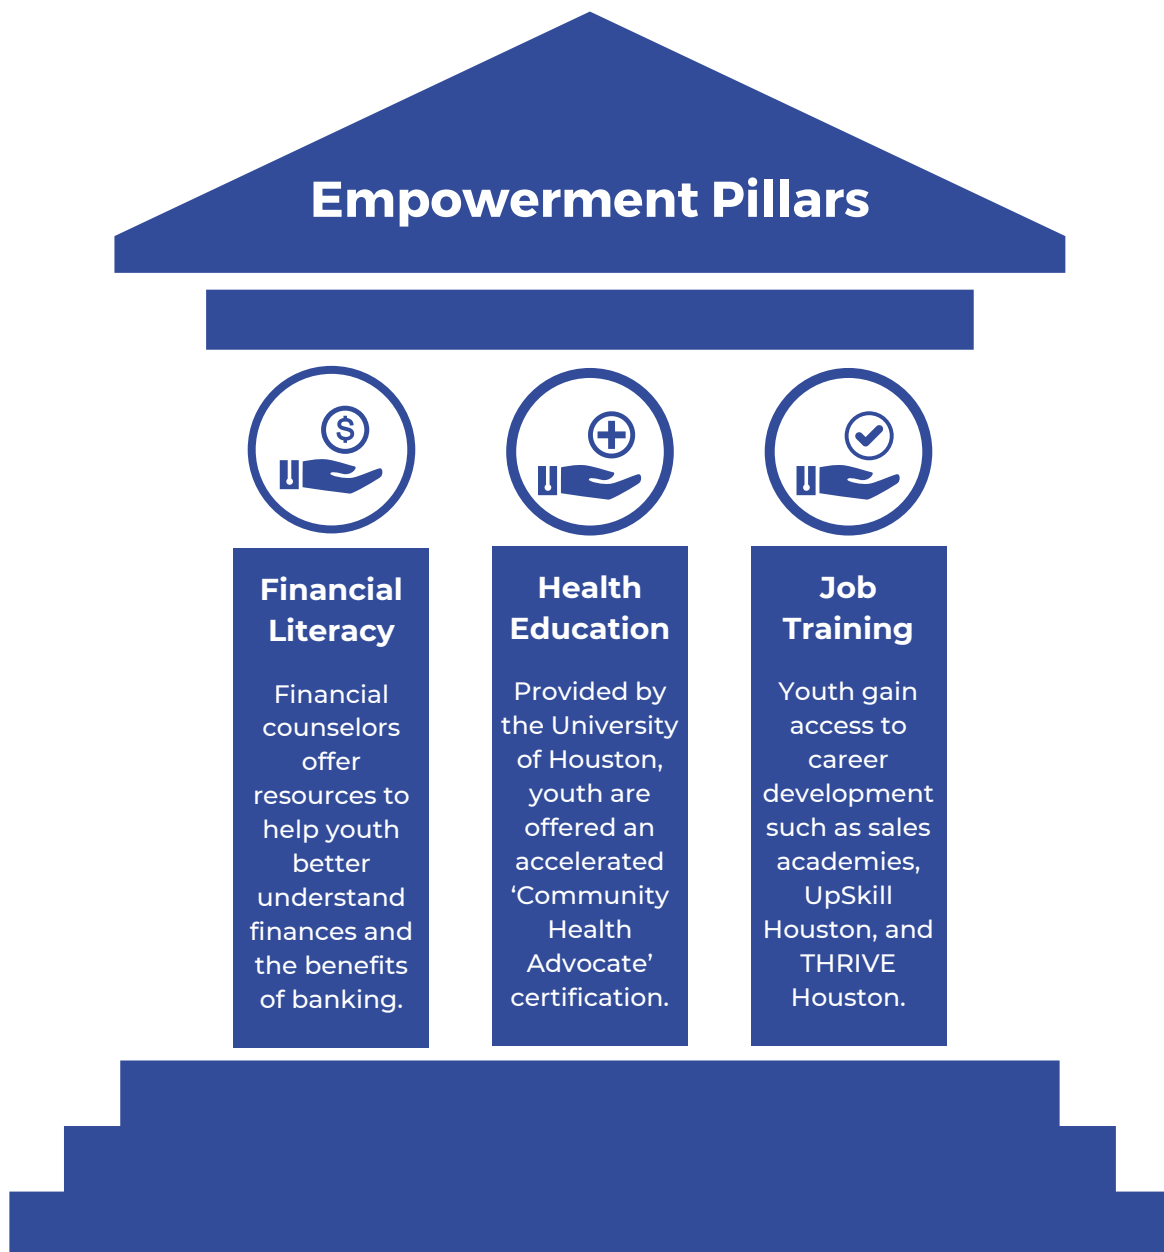 Empowerment Pillars
$
Financial
Literacy
Financial
counselors
offer
resources to
help youth
better
understand
finances and
the benefits
of banking.
Health
Education
Provided by
the University
of Houston,
youth are
offered an
accelerated
‘Community
Health
Advocate’
certification.
Job
Training
Youth gain
access to
career
development
such as sales
academies,
UpSkill
Houston, and
THRIVE
Houston.